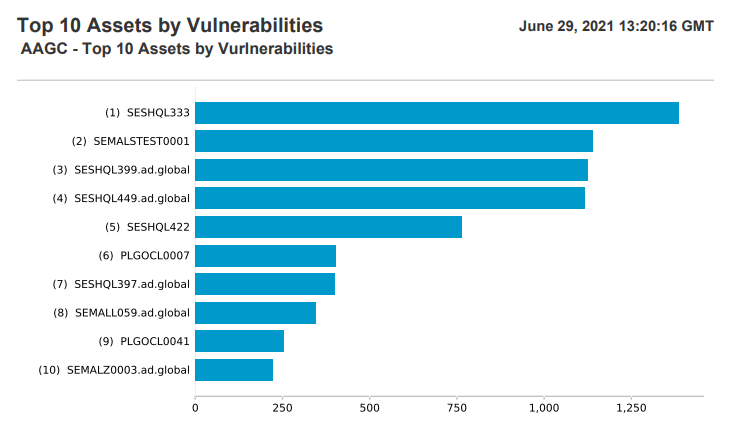 Top 10 Assets by Vulnerabilities
June 29, 2021 13:20:16 GMT
AAGC - Top 10 Assets by Vurlnerabilities
(1) SESHQL333
(2) SEMALSTEST0001
(3) SESHQL399.ad.global
(4) SESHQL449.ad.global
(5) SESHQL422
(6) PLGOCL0007
(7) SESHQL397.ad.global
(8) SEMALL059.ad.global
(9) PLGOCL0041
(10) SEMALZ0003.ad.global
0 250 500 750 1,000 1,250